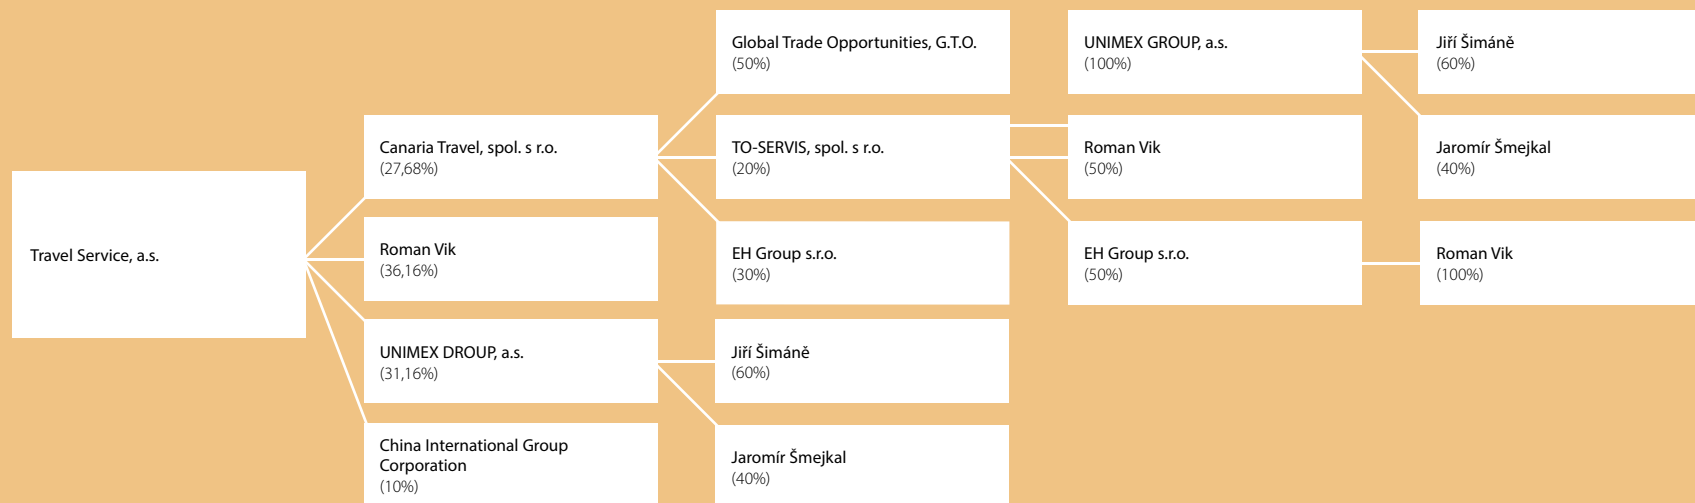 Travel Service, a.s.
Canaria Travel, spol. s r.o.
(27,68%)
Roman Vik
(36,16%)
UNIMEX DROUP, a.s.
(31,16%)
China International Group
Corporation
(10%)
Global Trade Opportunities, G.T.O.
(50%)
TO-SERVIS, spol. s r.o.
(20%)
EH Group s.r.o.
(30%)
Jiří Šimáně
(60%)
Jaromír Šmejkal
(40%)
UNIMEX GROUP, a.s.
(100%)
Roman Vik
(50%)
EH Group s.r.o.
(50%)
Jiří Šimáně
(60%)
Jaromír Šmejkal
(40%)
Roman Vik
(100%)